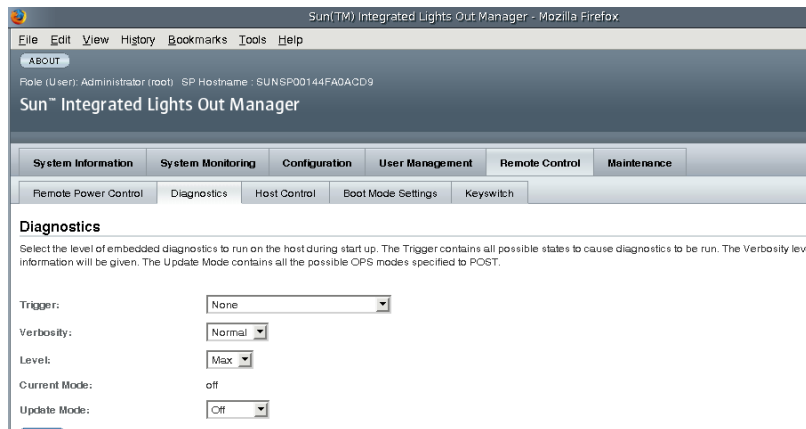 Sun(TM) Integrated Lights Out Manager - Mozilla Firefox
File Edit View History Bookmarks Tools Help
ABOUT
Role (User): Administrator (root) SP Hostname : SUNSP00144FA0ACD9
Sun™ Integrated Lights Out Manager
System Information System Monitoring Configuration User Management Remote Control Maintenance
Remote Power Control Diagnostics Host Control Boot Mode Settings Keyswitch
Diagnostics
Select the level of embedded diagnostics to run on the host during start up. The Trigger contains all possible states to cause diagnostics to be run. The Verbosity lev
information will be given. The Update Mode contains all the possible OPS modes specified to POST.
Trigger: None
Verbosity: Normal
Level: Max
Current Mode: off
Update Mode: Off